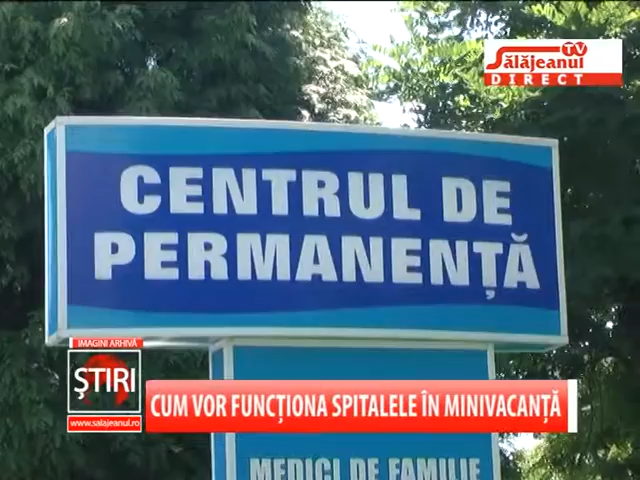 Sălăjeanul TV
DIRECT
CENTRUL DE
PERMANENȚĂ
IMAGINI ARHIVĂ
ȘTIRI
www.salajeanul.ro
CUM VOR FUNCȚIONA SPITALELE ÎN MINIVACANȚĂ
MEDICI DE FAMILIE